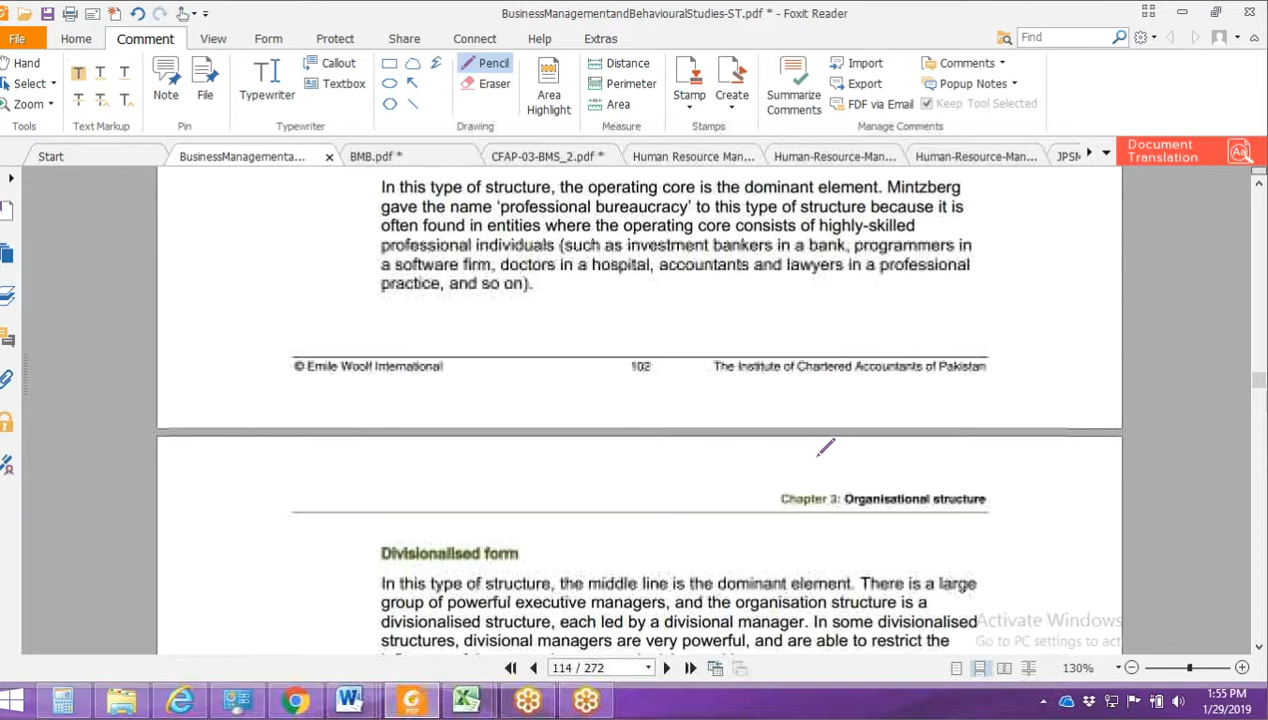 BusinessManagementandBehaviouralStudies-ST.pdf * - Foxit Reader
File Home Comment View Form Protect Share Connect Help Extras Find
Hand
Select
Zoom
Tools
T T T
T T T
Text Markup
Note
File
Pin
Typewriter
Callout
Textbox
Typewriter
Pencil
Eraser
Area
Highlight
Drawing
Distance
Perimeter
Area
Measure
Stamp
Create
Stamps
Summarize
Comments
Import
Export
FDF via Email
Comments
Popup Notes
Keep Tool Selected
Manage Comments
Start BusinessManagementa... BMB.pdf * CFAP-03-BMS_2.pdf * Human Resource Man... Human-Resource-Man... Human-Resource-Man... JPSM
Document
Translation
In this type of structure, the operating core is the dominant element. Mintzberg
gave the name ‘professional bureaucracy’ to this type of structure because it is
often found in entities where the operating core consists of highly-skilled
professional individuals (such as investment bankers in a bank, programmers in
a software firm, doctors in a hospital, accountants and lawyers in a professional
practice, and so on).
© Emile Woolf International 102 The Institute of Chartered Accountants of Pakistan
Chapter 3: Organisational structure
Divisionalised form
In this type of structure, the middle line is the dominant element. There is a large
group of powerful executive managers, and the organisation structure is a
divisionalised structure, each led by a divisional manager. In some divisionalised
structures, divisional managers are very powerful, and are able to restrict the
Activate Windows
Go to PC settings to act
114 / 272
130%
1:55 PM
1/29/2019